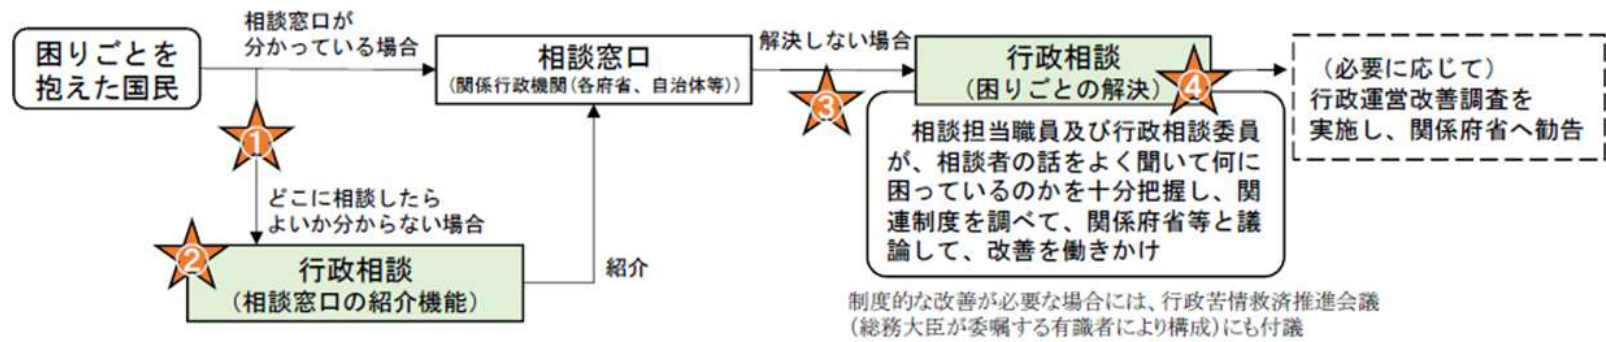 困りごとを
抱えた国民
相談窓口が
分かっている場合
①
どこに相談したら
よいか分からない場合
②
行政相談
(相談窓口の紹介機能)
紹介
相談窓口
(関係行政機関(各府省、自治体等))
解決しない場合
③
行政相談
(困りごとの解決)
④
相談担当職員及び行政相談委員
が、相談者の話をよく聞いて何に
困っているのかを十分把握し、関
連制度を調べて、関係府省等と議
論して、改善を働きかけ
制度的な改善が必要な場合には、行政苦情救済推進会議
(総務大臣が委嘱する有識者により構成)にも付議
(必要に応じて)
行政運営改善調査を
実施し、関係府省へ勧告